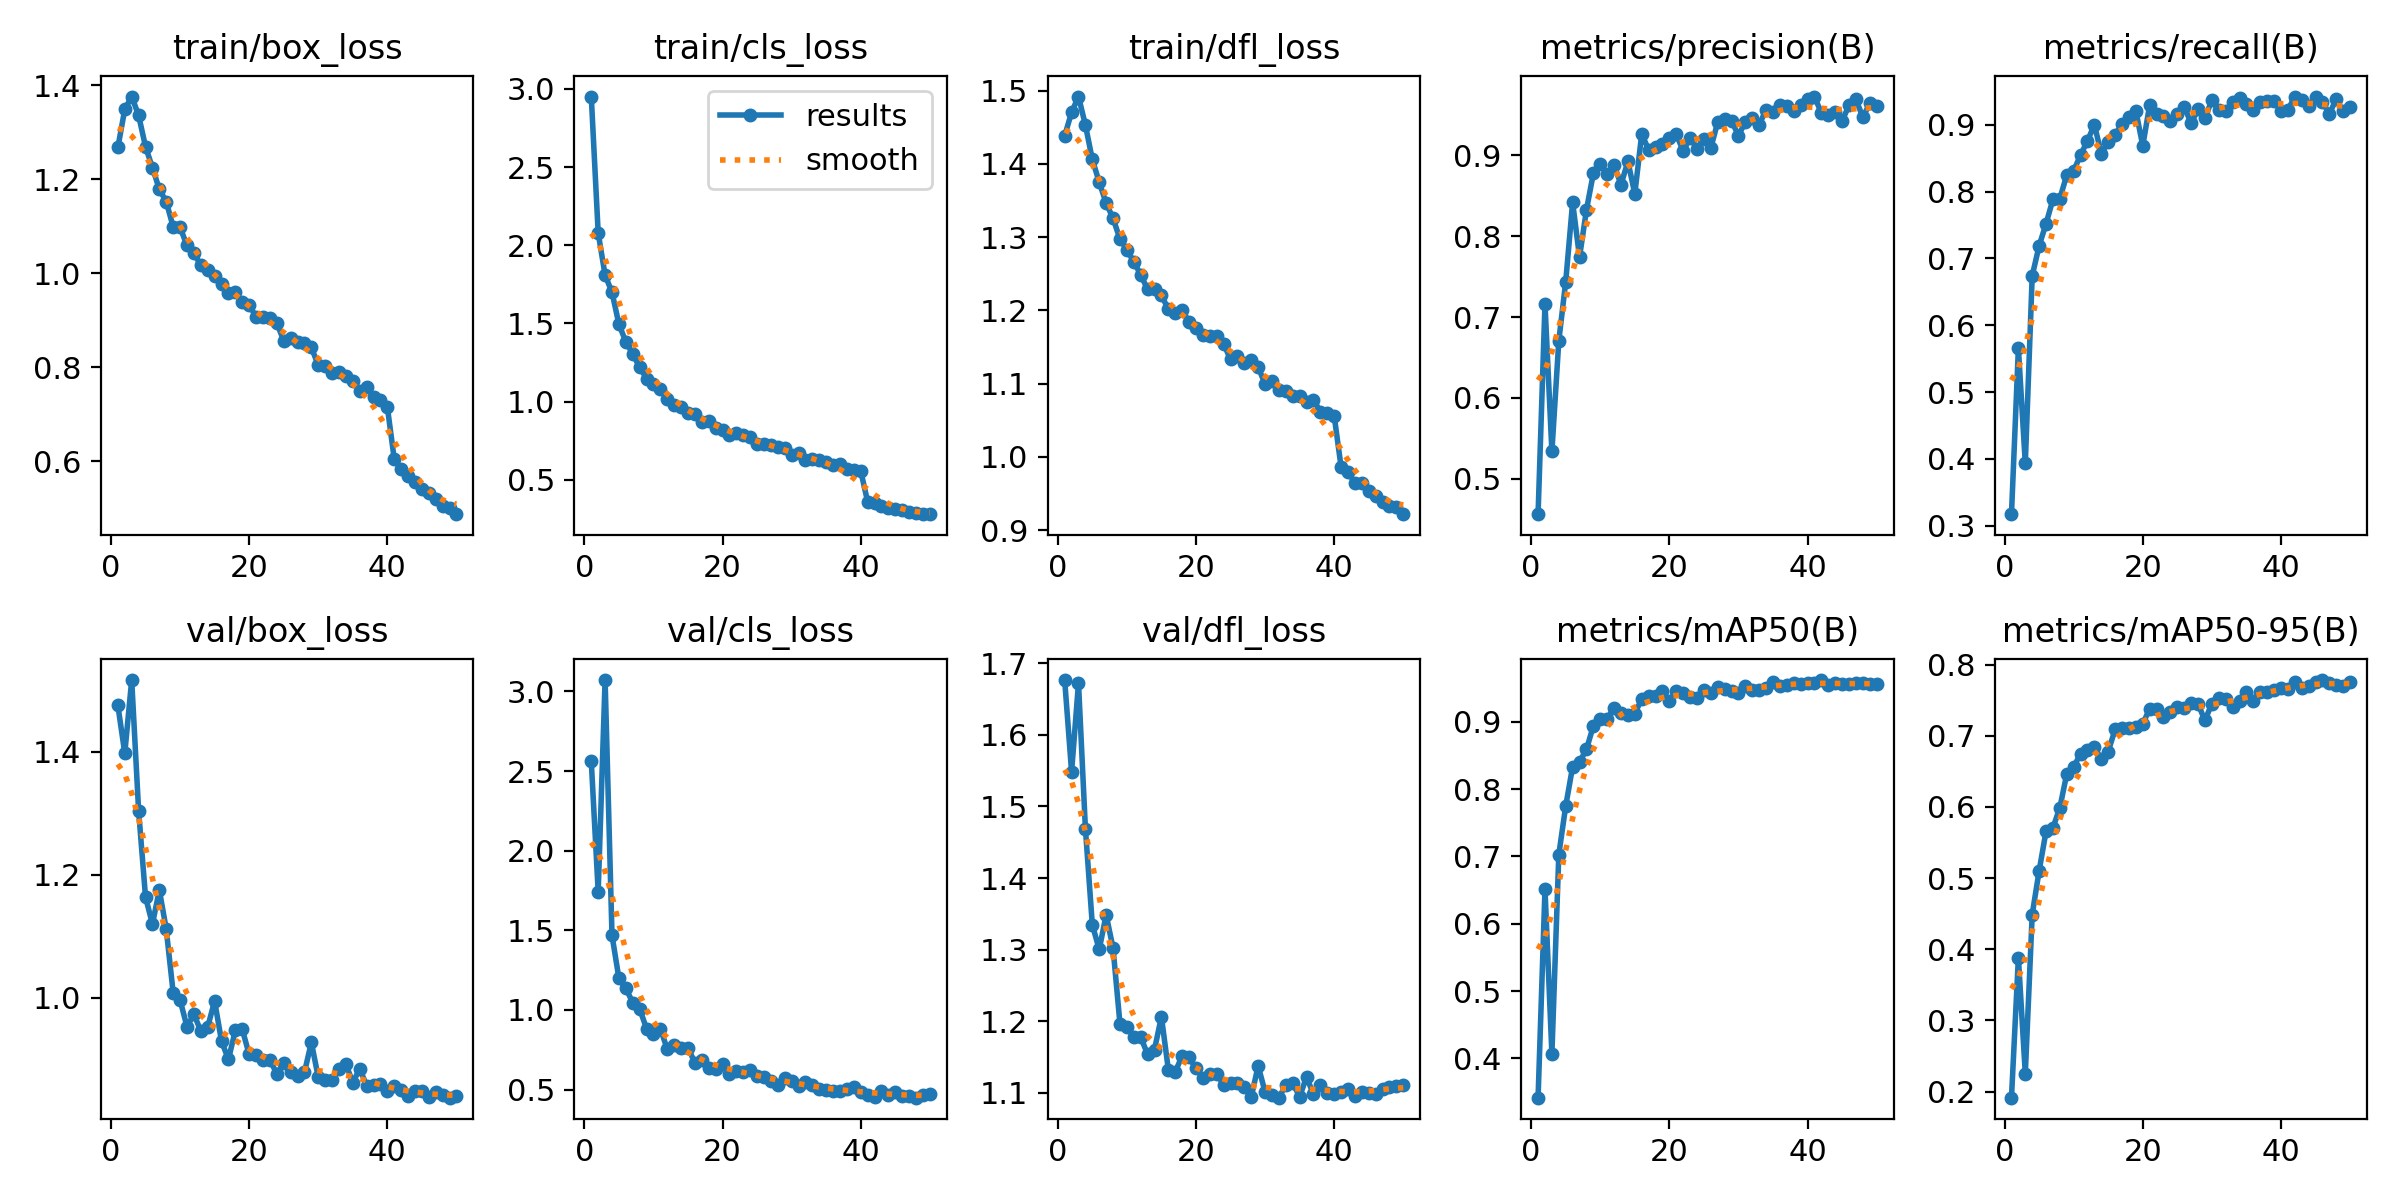 train/box_loss
1.4
1.2
1.0
0.8
0.6
0 20 40
train/cls_loss
results
smooth
3.0
2.5
2.0
1.5
1.0
0.5
0 20 40
train/dfl_loss
1.5
1.4
1.3
1.2
1.1
1.0
0.9
0 20 40
metrics/precision(B)
0.9
0.8
0.7
0.6
0.5
0 20 40
metrics/recall(B)
0.9
0.8
0.7
0.6
0.5
0.4
0.3
0 20 40
val/box_loss
1.4
1.2
1.0
0 20 40
val/cls_loss
3.0
2.5
2.0
1.5
1.0
0.5
0 20 40
val/dfl_loss
1.7
1.6
1.5
1.4
1.3
1.2
1.1
0 20 40
metrics/mAP50(B)
0.9
0.8
0.7
0.6
0.5
0.4
0 20 40
metrics/mAP50-95(B)
0.8
0.7
0.6
0.5
0.4
0.3
0.2
0 20 40